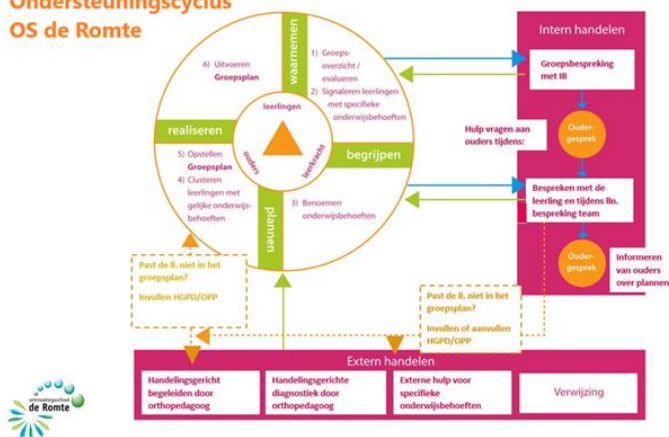 Ondersteuningscyclus
OS de Romte
waarnemen
6) Uitvoeren
Groepsplan
1) Groeps-
overzicht /
evalueren
2) Signaleren leerlingen
met specifieke
onderwijsbehoeften
leerlingen
ouders
leerkracht
realiseren
begrijpen
5) Opstellen
Groepsplan
4) Clusteren
leerlingen met
gelijke onderwijs-
behoeften
plannen
3) Benoemen
onderwijsbehoeften
Intern handelen
Groepsbespreking
met IB
Hulp vragen aan
ouders tijdens:
Ouder-
gesprek
Bespreken met de
leerling en tijdens lln.
bespreking team
Ouder-
gesprek
Informeren
van ouders
over plannen
Past de ll. niet in het
groepsplan?
Invullen HGPD/OPP
Past de ll. niet in het
groepsplan?
Invullen of aanvullen
HGPD/OPP
Extern handelen
Handelingsgericht
begeleiden door
orthopedagoog
Handelingsgerichte
diagnostiek door
orthopedagoog
Externe hulp voor
specifieke
onderwijsbehoeften
Verwijzing
ontmoetingsschool
de Romte